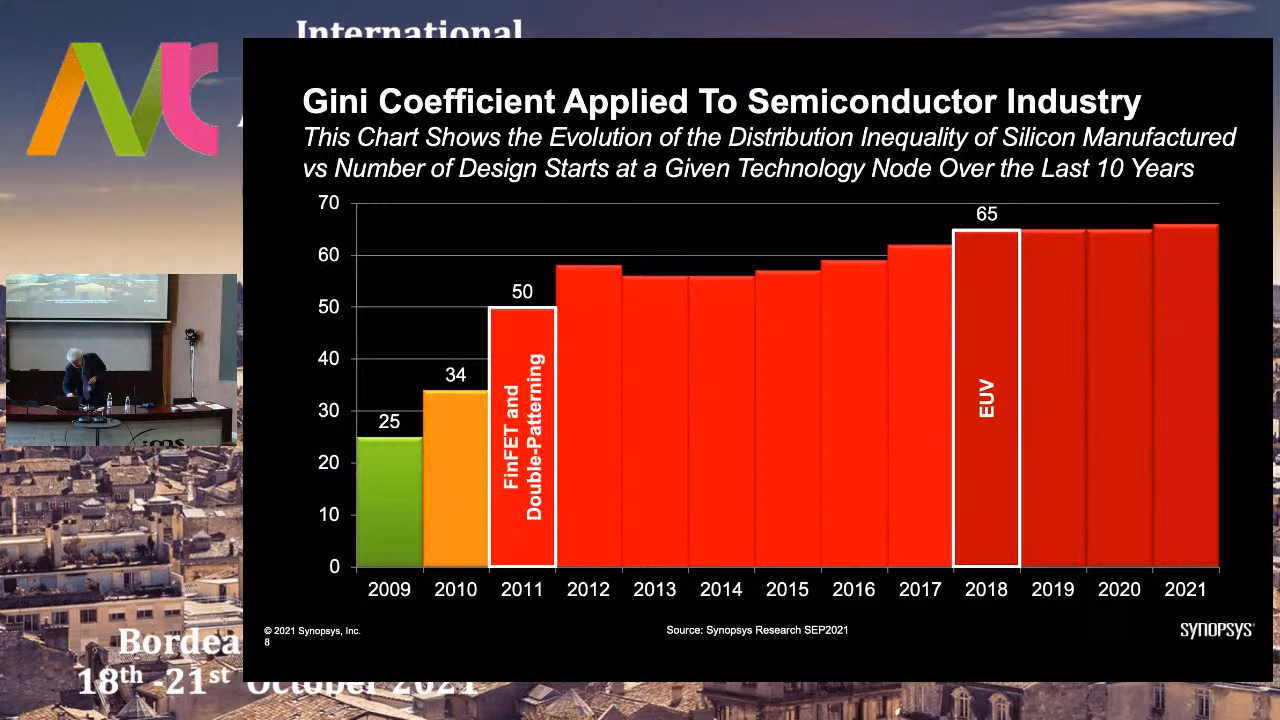 International
Gini Coefficient Applied To Semiconductor Industry
This Chart Shows the Evolution of the Distribution Inequality of Silicon Manufactured
vs Number of Design Starts at a Given Technology Node Over the Last 10 Years
70
60
50
40
30
20
10
0
25
34
50
65
FinFET and
Double-Patterning
EUV
2009 2010 2011 2012 2013 2014 2015 2016 2017 2018 2019 2020 2021
© 2021 Synopsys, Inc.
8
Source: Synopsys Research SEP2021
SYNOPSYS
ims
Bordea
18th -21st October 2021